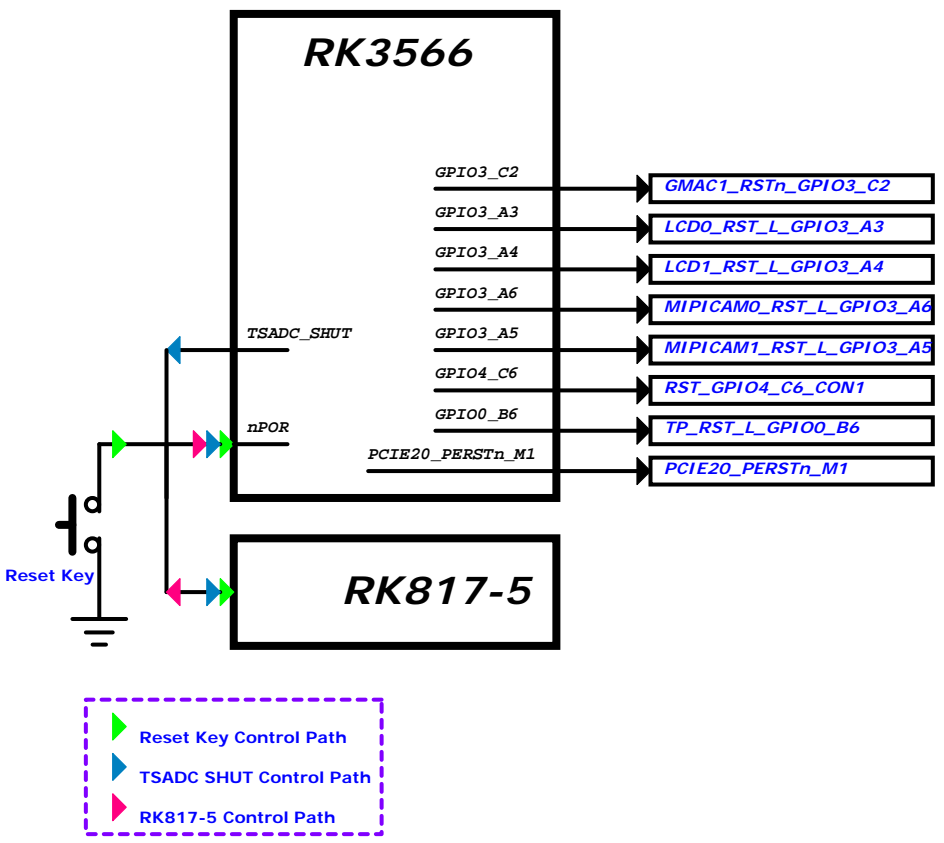 RK3566
GPIO3_C2
GMAC1_RSTn_GPIO3_C2
GPIO3_A3
LCD0_RST_L_GPIO3_A3
GPIO3_A4
LCD1_RST_L_GPIO3_A4
GPIO3_A6
MIPICAM0_RST_L_GPIO3_A6
TSADC_SHUT
GPIO3_A5
MIPICAM1_RST_L_GPIO3_A5
GPIO4_C6
RST_GPIO4_C6_CON1
nPOR
GPIO0_B6
TP_RST_L_GPIO0_B6
PCIE20_PERSTn_M1
PCIE20_PERSTn_M1
Reset Key
RK817-5
Reset Key Control Path
TSADC SHUT Control Path
RK817-5 Control Path